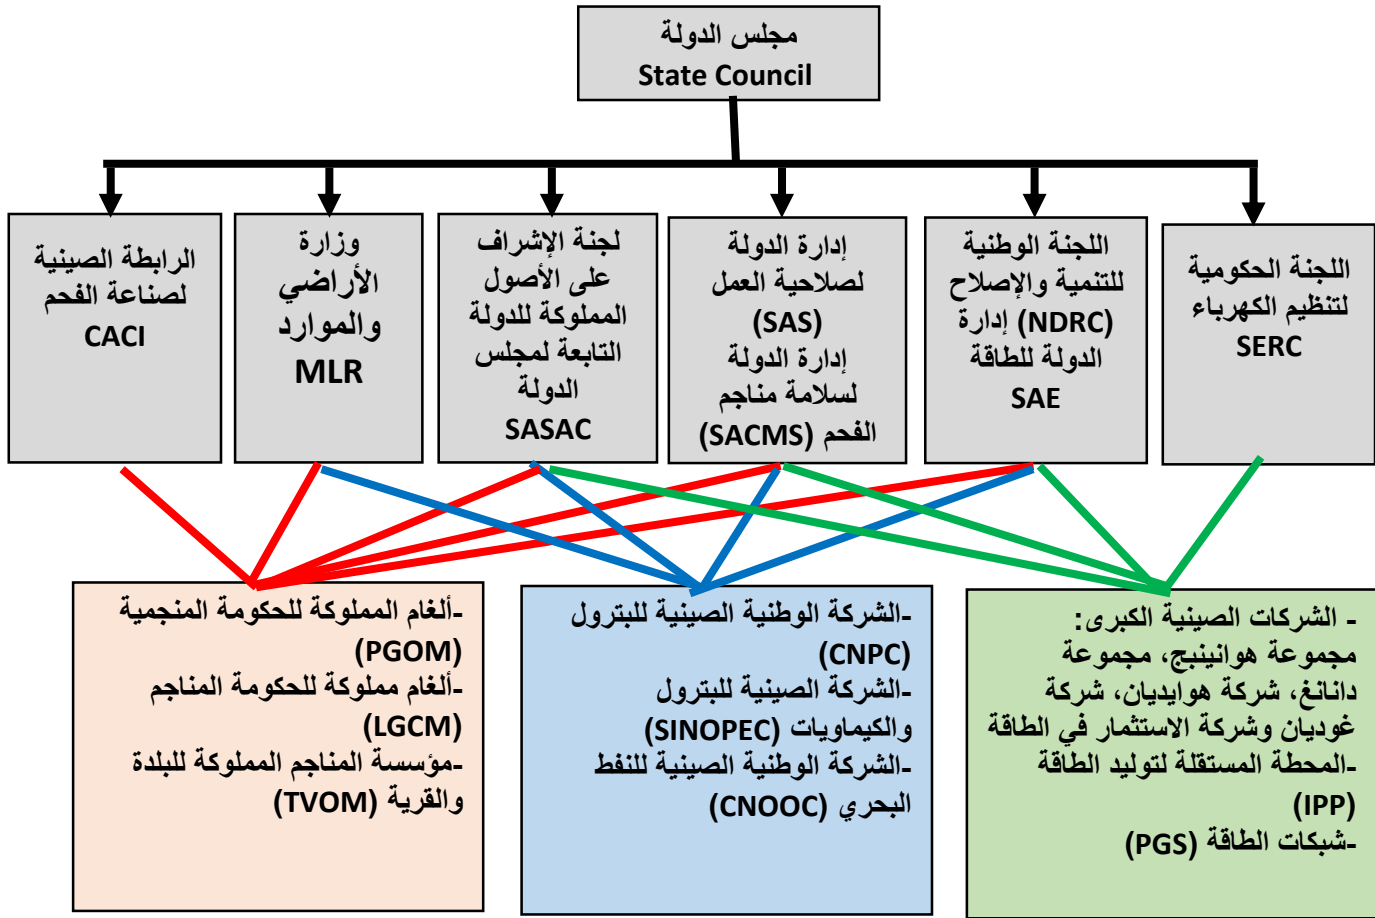 مجلس الدولة
State Council
الرابطة الصينية
لصناعة الفحم
CACI
وزارة
الأراضي
والموارد
MLR
لجنة الإشراف
على الأصول
المملوكة للدولة
التابعة لمجلس
الدولة
SASAC
إدارة الدولة
لصلاحية العمل
(SAS)
إدارة الدولة
لسلامة مناجم
الفحم (SACMS)
اللجنة الوطنية
للتنمية والإصلاح
(NDRC) إدارة
الدولة للطاقة
SAE
اللجنة الحكومية
لتنظيم الكهرباء
SERC
-ألغام المملوكة للحكومة المنجمية
(PGOM)
-ألغام مملوكة للحكومة المناجم
(LGCM)
-مؤسسة المناجم المملوكة للبلدة
والقرية (TVOM)
-الشركة الوطنية الصينية للبترول
(CNPC)
-الشركة الصينية للبترول
والكيماويات (SINOPEC)
-الشركة الوطنية الصينية للنفط
البحري (CNOOC)
- الشركات الصينية الكبرى:
مجموعة هوانينبج، مجموعة
دانانغ، شركة هوايديان، شركة
غوديان وشركة الاستثمار في الطاقة
-المحطة المستقلة لتوليد الطاقة
(IPP)
-شبكات الطاقة (PGS)